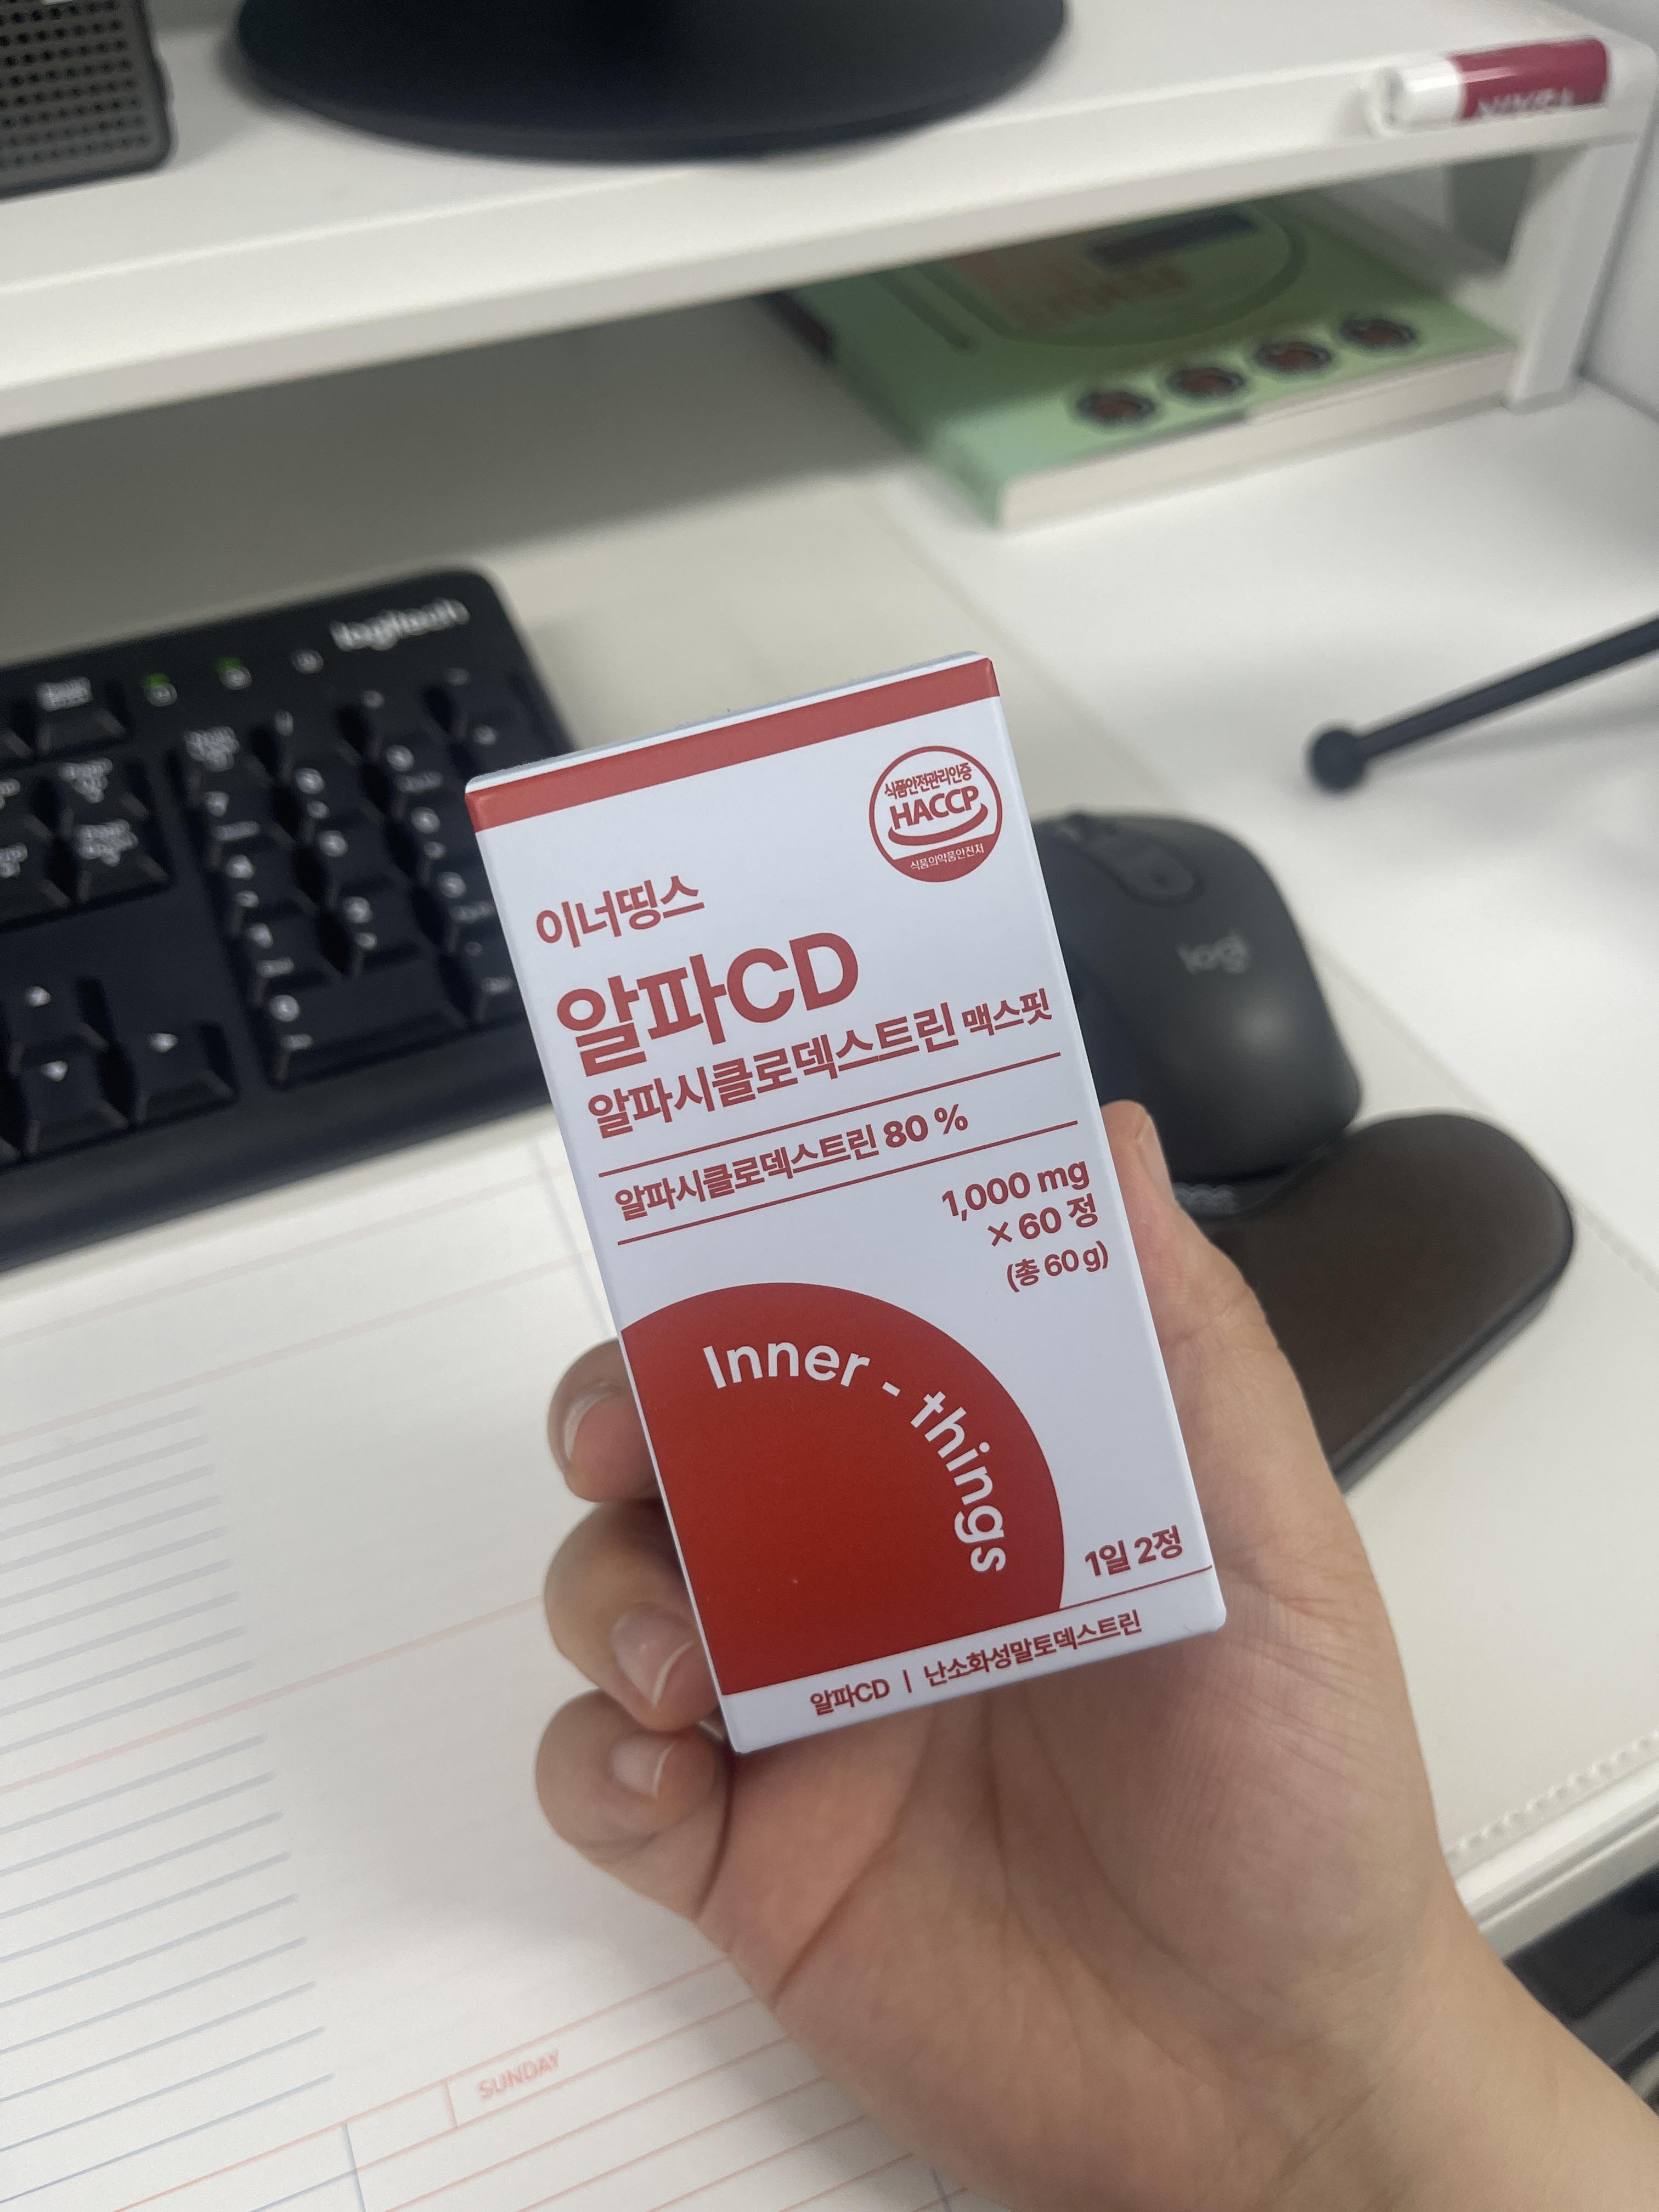 logitech
식품안전관리인증
HACCP
식품의약품안전처
이너띵스
알파CD
알파시클로덱스트린 맥스핏
알파시클로덱스트린 80 %
1,000 mg
× 60 정
(총 60 g)
Inner - things
1일 2정
알파CD | 난소화성말토덱스트린
logi
SUNDAY